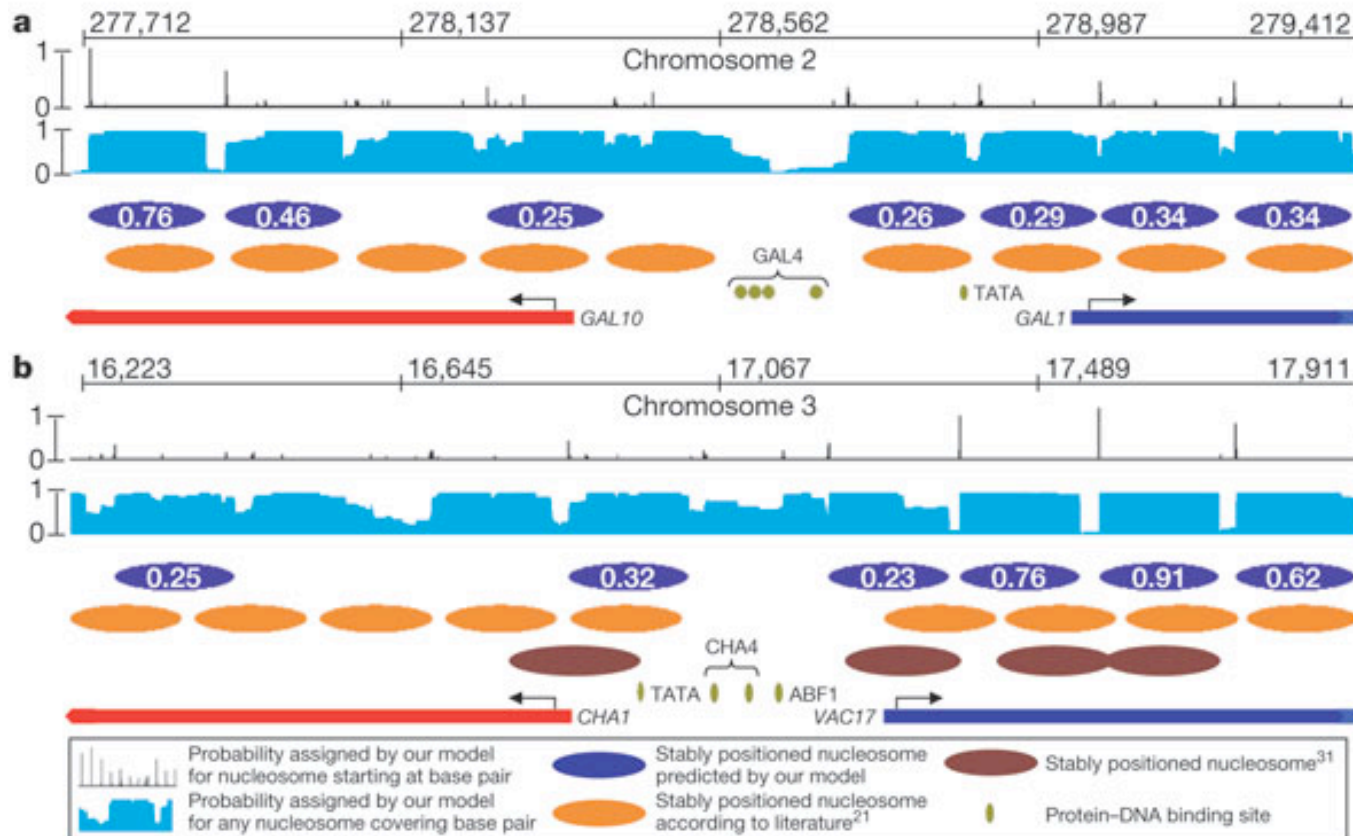 a
277,712 278,137 278,562 278,987 279,412
Chromosome 2
1
0
1
0
0.76 0.46 0.25 0.26 0.29 0.34 0.34
GAL4
TATA
GAL10 GAL1
b
16,223 16,645 17,067 17,489 17,911
Chromosome 3
1
0
1
0
0.25 0.32 0.23 0.76 0.91 0.62
CHA4
TATA ABF1
CHA1 VAC17
Probability assigned by our model
for nucleosome starting at base pair
Probability assigned by our model
for any nucleosome covering base pair
Stably positioned nucleosome
predicted by our model
Stably positioned nucleosome
according to literature21
Stably positioned nucleosome31
Protein–DNA binding site